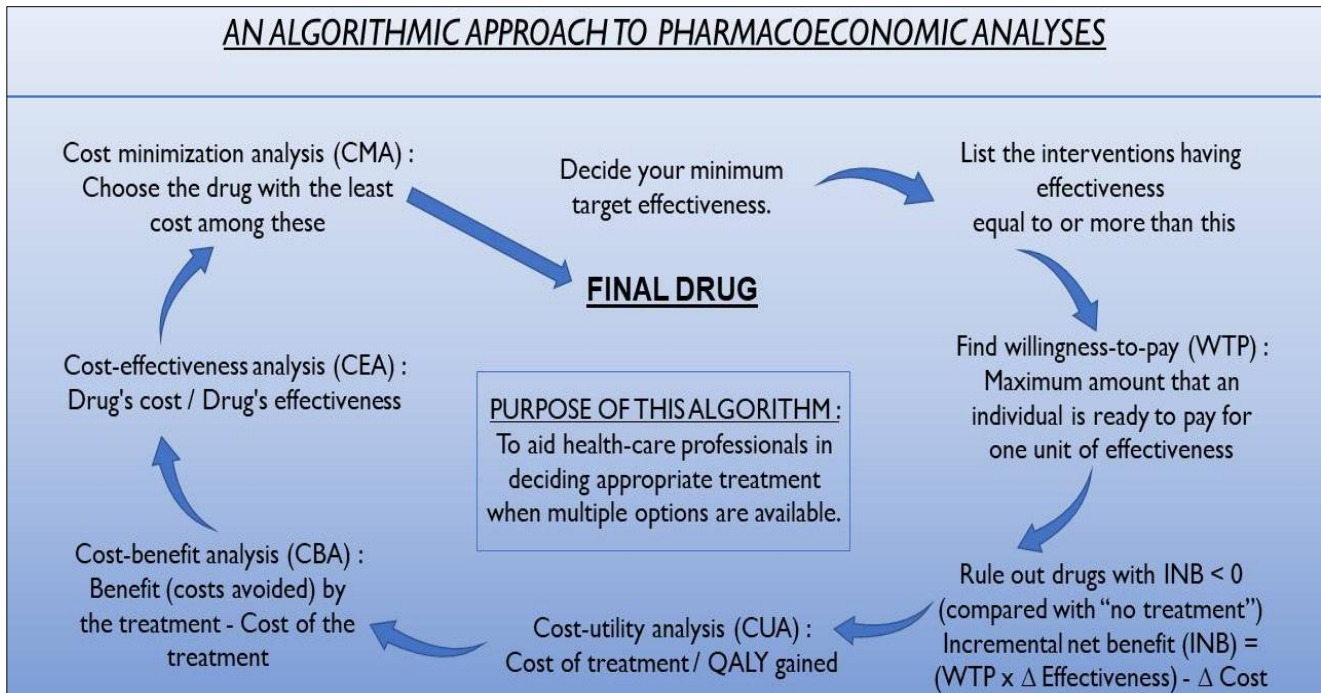 AN ALGORITHMIC APPROACH TO PHARMACOECONOMIC ANALYSES
Decide your minimum
target effectiveness.
List the interventions having
effectiveness
equal to or more than this
Find willingness-to-pay (WTP) :
Maximum amount that an
individual is ready to pay for
one unit of effectiveness
Rule out drugs with INB < 0
(compared with “no treatment”)
Incremental net benefit (INB) =
(WTP x Δ Effectiveness) - Δ Cost
Cost-utility analysis (CUA) :
Cost of treatment / QALY gained
Cost-benefit analysis (CBA) :
Benefit (costs avoided) by
the treatment - Cost of the
treatment
Cost-effectiveness analysis (CEA) :
Drug's cost / Drug's effectiveness
Cost minimization analysis (CMA) :
Choose the drug with the least
cost among these
FINAL DRUG
PURPOSE OF THIS ALGORITHM :
To aid health-care professionals in
deciding appropriate treatment
when multiple options are available.